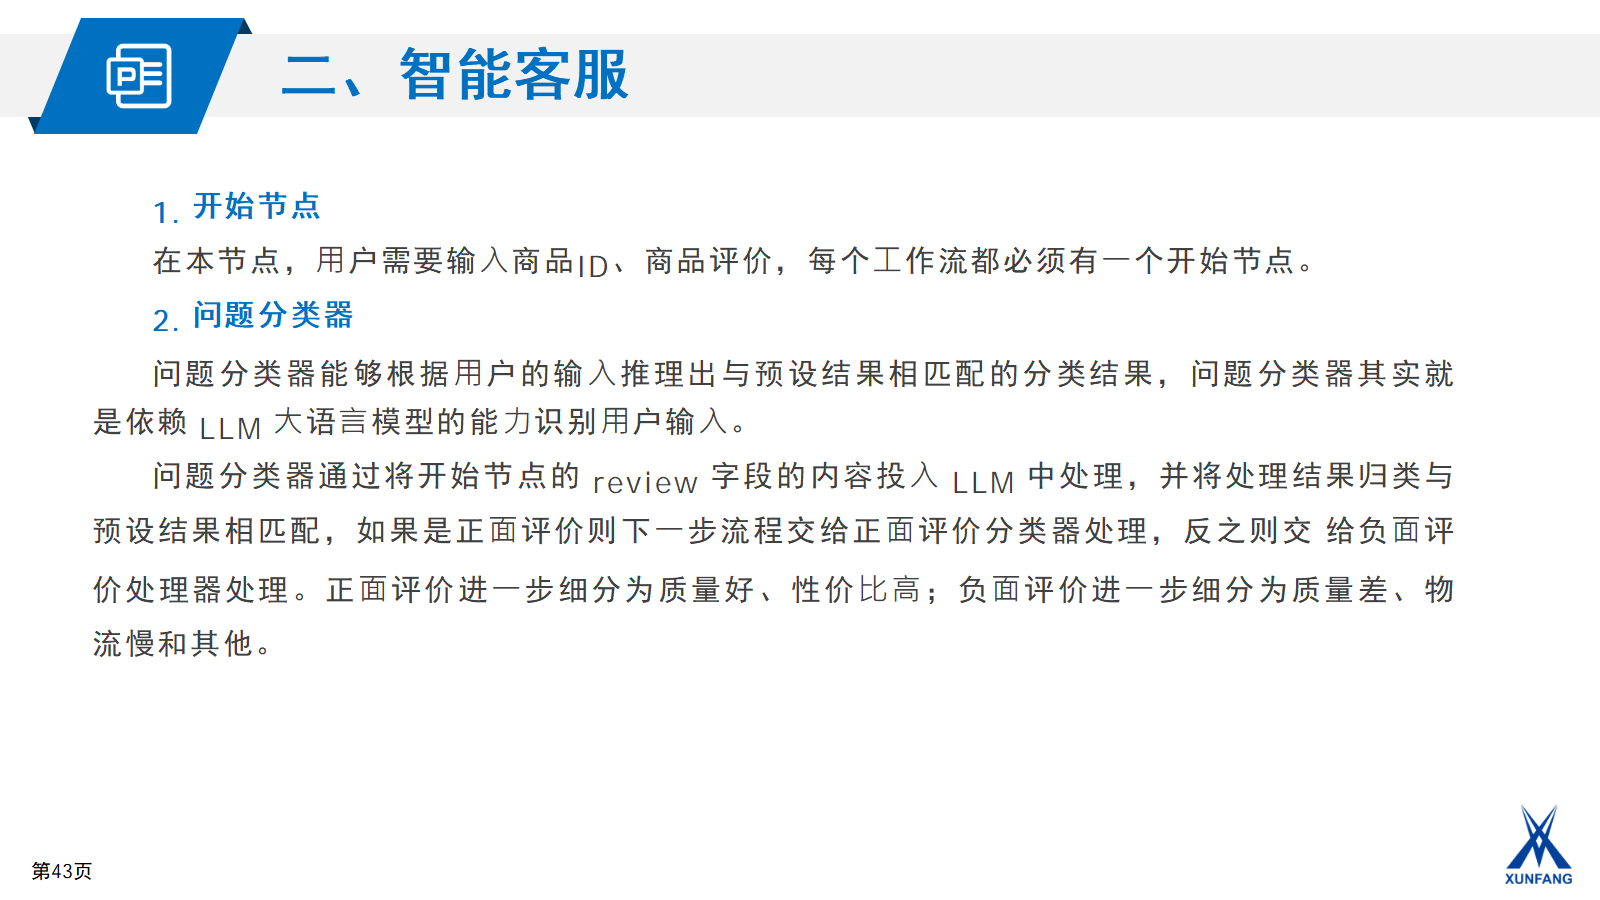 二、智能客服
1. 开始节点
在本节点，用户需要输入商品ID、商品评价，每个工作流都必须有一个开始节点。
2. 问题分类器
问题分类器能够根据用户的输入推理出与预设结果相匹配的分类结果，问题分类器其实就
是依赖 LLM 大语言模型的能力识别用户输入。
问题分类器通过将开始节点的 review 字段的内容投入 LLM 中处理，并将处理结果归类与
预设结果相匹配，如果是正面评价则下一步流程交给正面评价分类器处理，反之则交 给负面评
价处理器处理。正面评价进一步细分为质量好、性价比高；负面评价进一步细分为质量差、物
流慢和其他。
第43页
XUNFANG